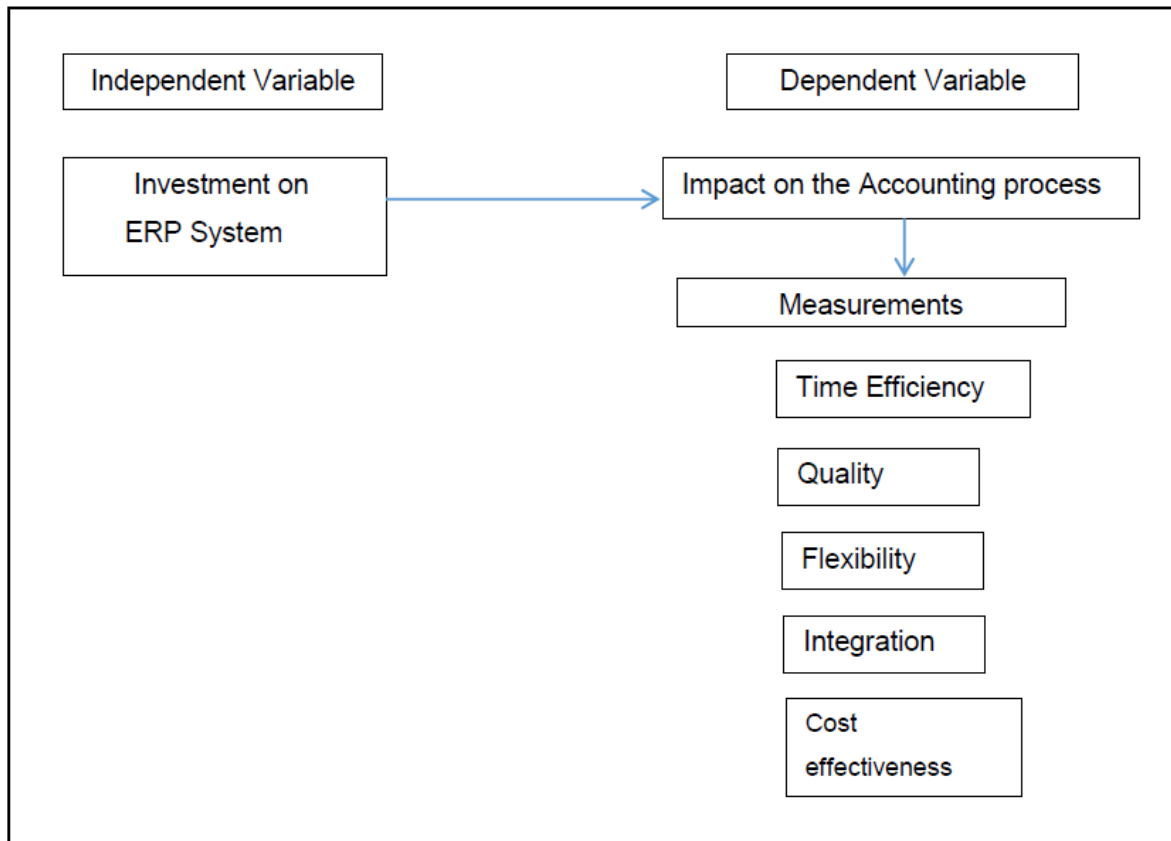 Independent Variable
Dependent Variable
Investment on
ERP System
Impact on the Accounting process
Measurements
Time Efficiency
Quality
Flexibility
Integration
Cost
effectiveness